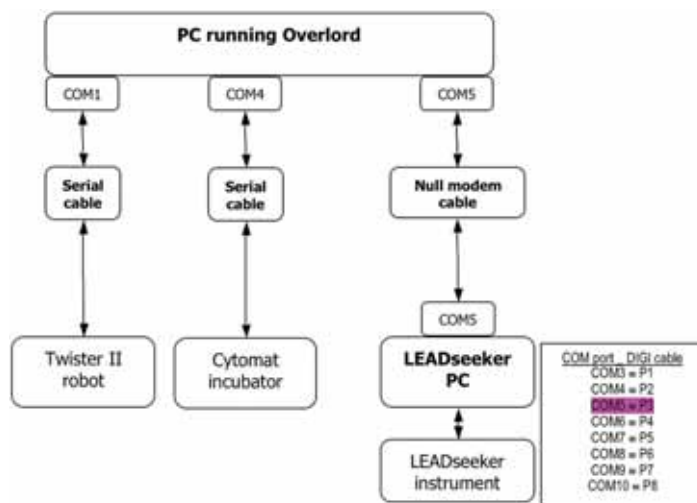 PC running Overlord
COM1
COM4
COM5
Serial
cable
Serial
cable
Null modem
cable
COM5
Twister II
robot
Cytomat
incubator
LEADseeker
PC
LEADseeker
instrument
COM port _ DIGI cable
COM3 = P1
COM4 = P2
COM5 = P3
COM6 = P4
COM7 = P5
COM8 = P6
COM9 = P7
COM10 = P8